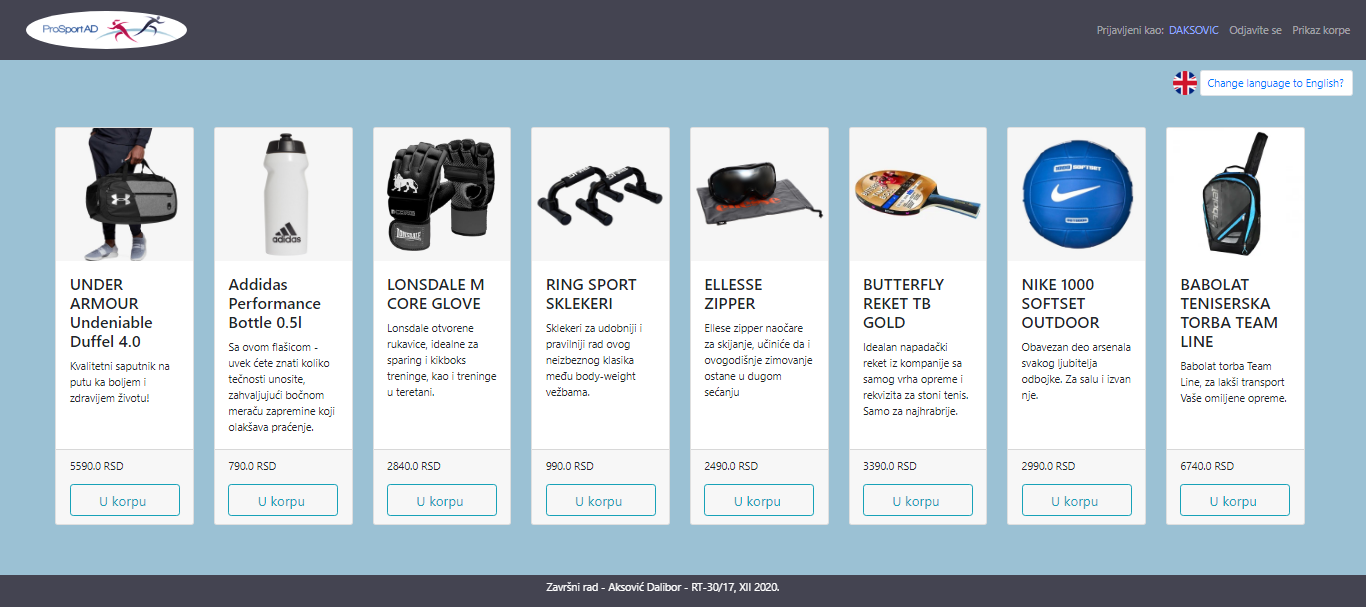 ProSport AD
Prijavljeni kao: DAKSOVIC Odjavite se Prikaz korpe
Change language to English?
adidas
LONSDALE
NIKE SOFTSET
UNDER
ARMOUR
Undeniable
Duffel 4.0
Kvalitetni saputnik na
putu ka boljem i
zdravijem životu!
5590.0 RSD
U korpu
Addidas
Performance
Bottle 0.5l
Sa ovom flašicom -
uvek ćete znati koliko
tečnosti unosite,
zahvaljujući bočnom
meraču zapremine koji
olakšava praćenje.
790.0 RSD
U korpu
LONSDALE M
CORE GLOVE
Lonsdale otvorene
rukavice, idealne za
sparing i kikboks
treninge, kao i treninge
u teretani.
2840.0 RSD
U korpu
RING SPORT
SKLEKERI
Sklekeri za udobniji i
pravilniji rad ovog
neizbeznog klasika
među body-weight
vežbama.
990.0 RSD
U korpu
ELLESSE
ZIPPER
Ellese zipper naočare
za skijanje, učiniće da i
ovogodišnje zimovanje
ostane u dugom
sećanju
2490.0 RSD
U korpu
BUTTERFLY
REKET TB
GOLD
Idealan napadački
reket iz kompanije sa
samog vrha opreme i
rekvizita za stoni tenis.
Samo za najhrabrije.
3390.0 RSD
U korpu
NIKE 1000
SOFTSET
OUTDOOR
Obavezan deo arsenala
svakog ljubitelja
odbojke. Za salu i izvan
nje.
2990.0 RSD
U korpu
BABOLAT
TENISERSKA
TORBA TEAM
LINE
Babolat torba Team
Line, za lakši transport
Vaše omiljene opreme.
6740.0 RSD
U korpu
Završni rad - Aksović Dalibor - RT-30/17, XII 2020.